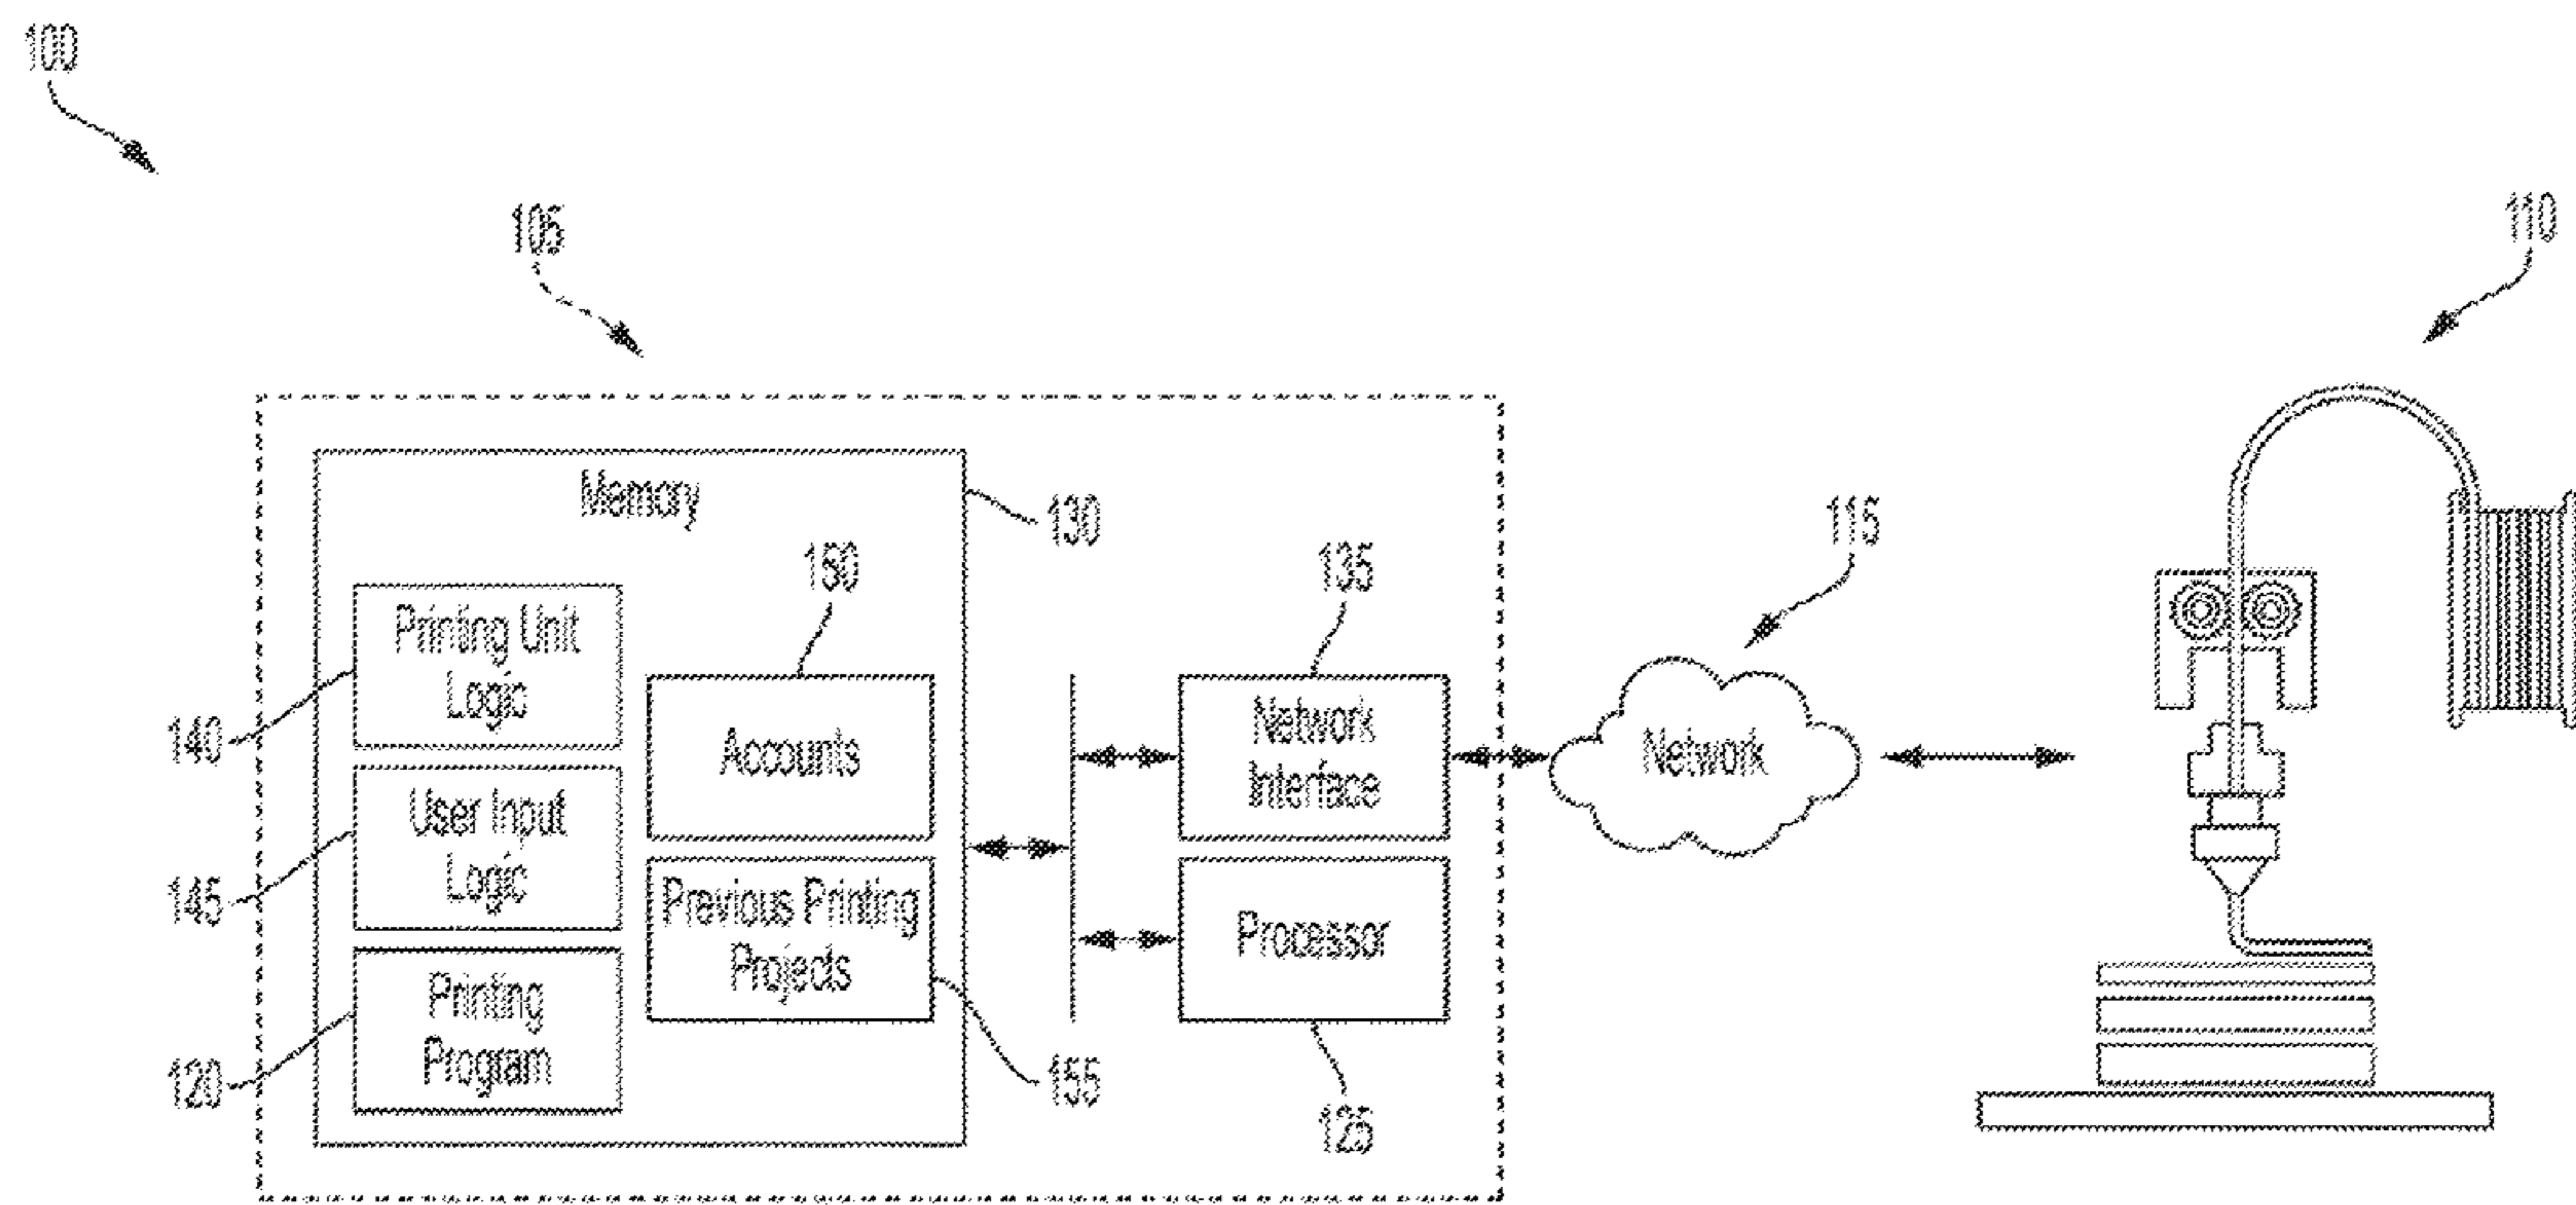 100
105
110
Memory
130
115
150
135
Printing Unit
Logic
140
Accounts
Network
Interface
Network
User Input
Logic
145
Previous Printing
Projects
Processor
Printing
Program
120
155
125